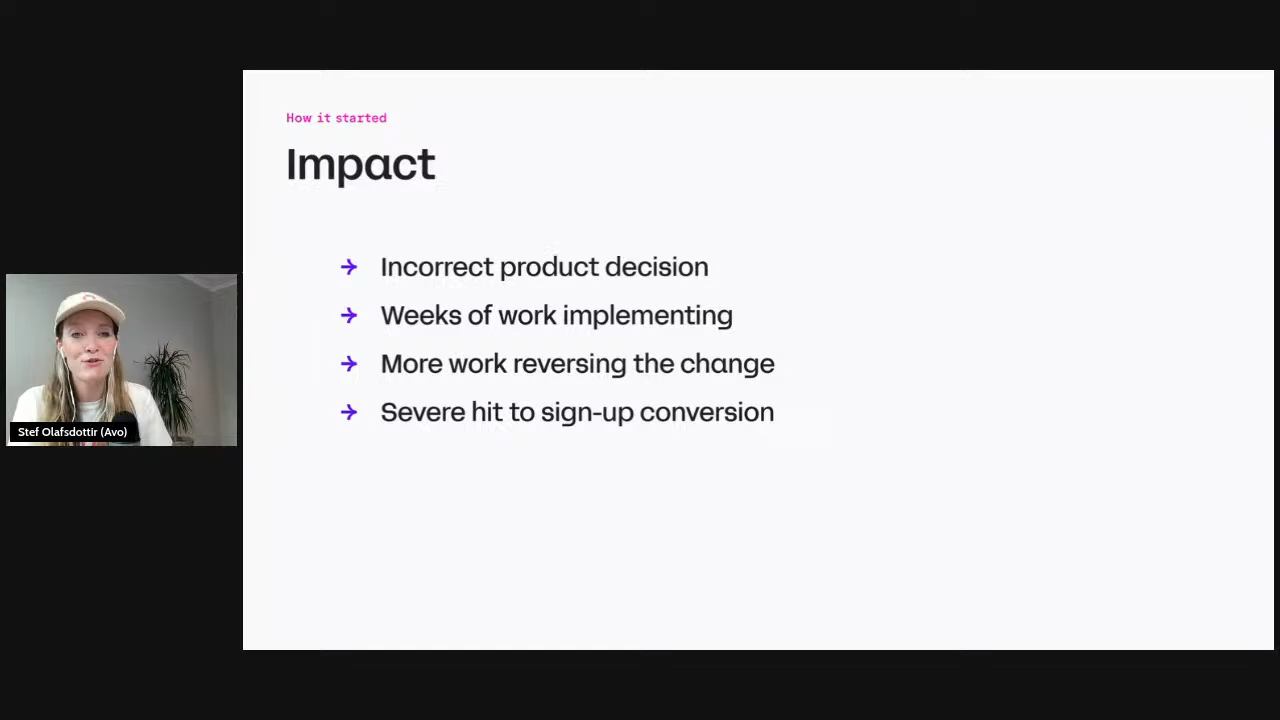 How it started
Impact
Incorrect product decision
Weeks of work implementing
More work reversing the change
Severe hit to sign-up conversion
Stef Olafsdottir (Avo)